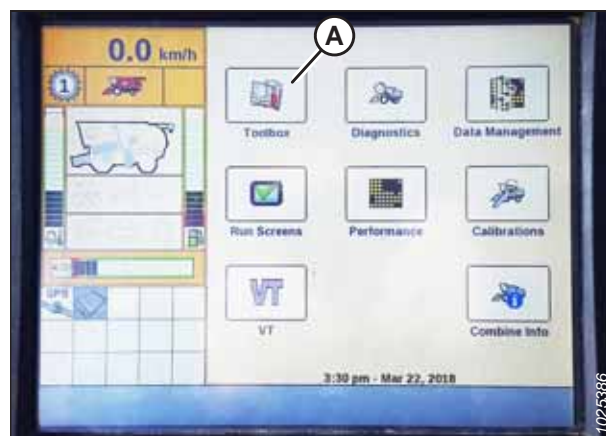 A
0.0 km/h
1
Toolbox
Diagnostics
Data Management
Run Screens
Performance
Calibrations
GPS
VT
VT
Combine Info
3:30 pm - Mar 22, 2018
1025386